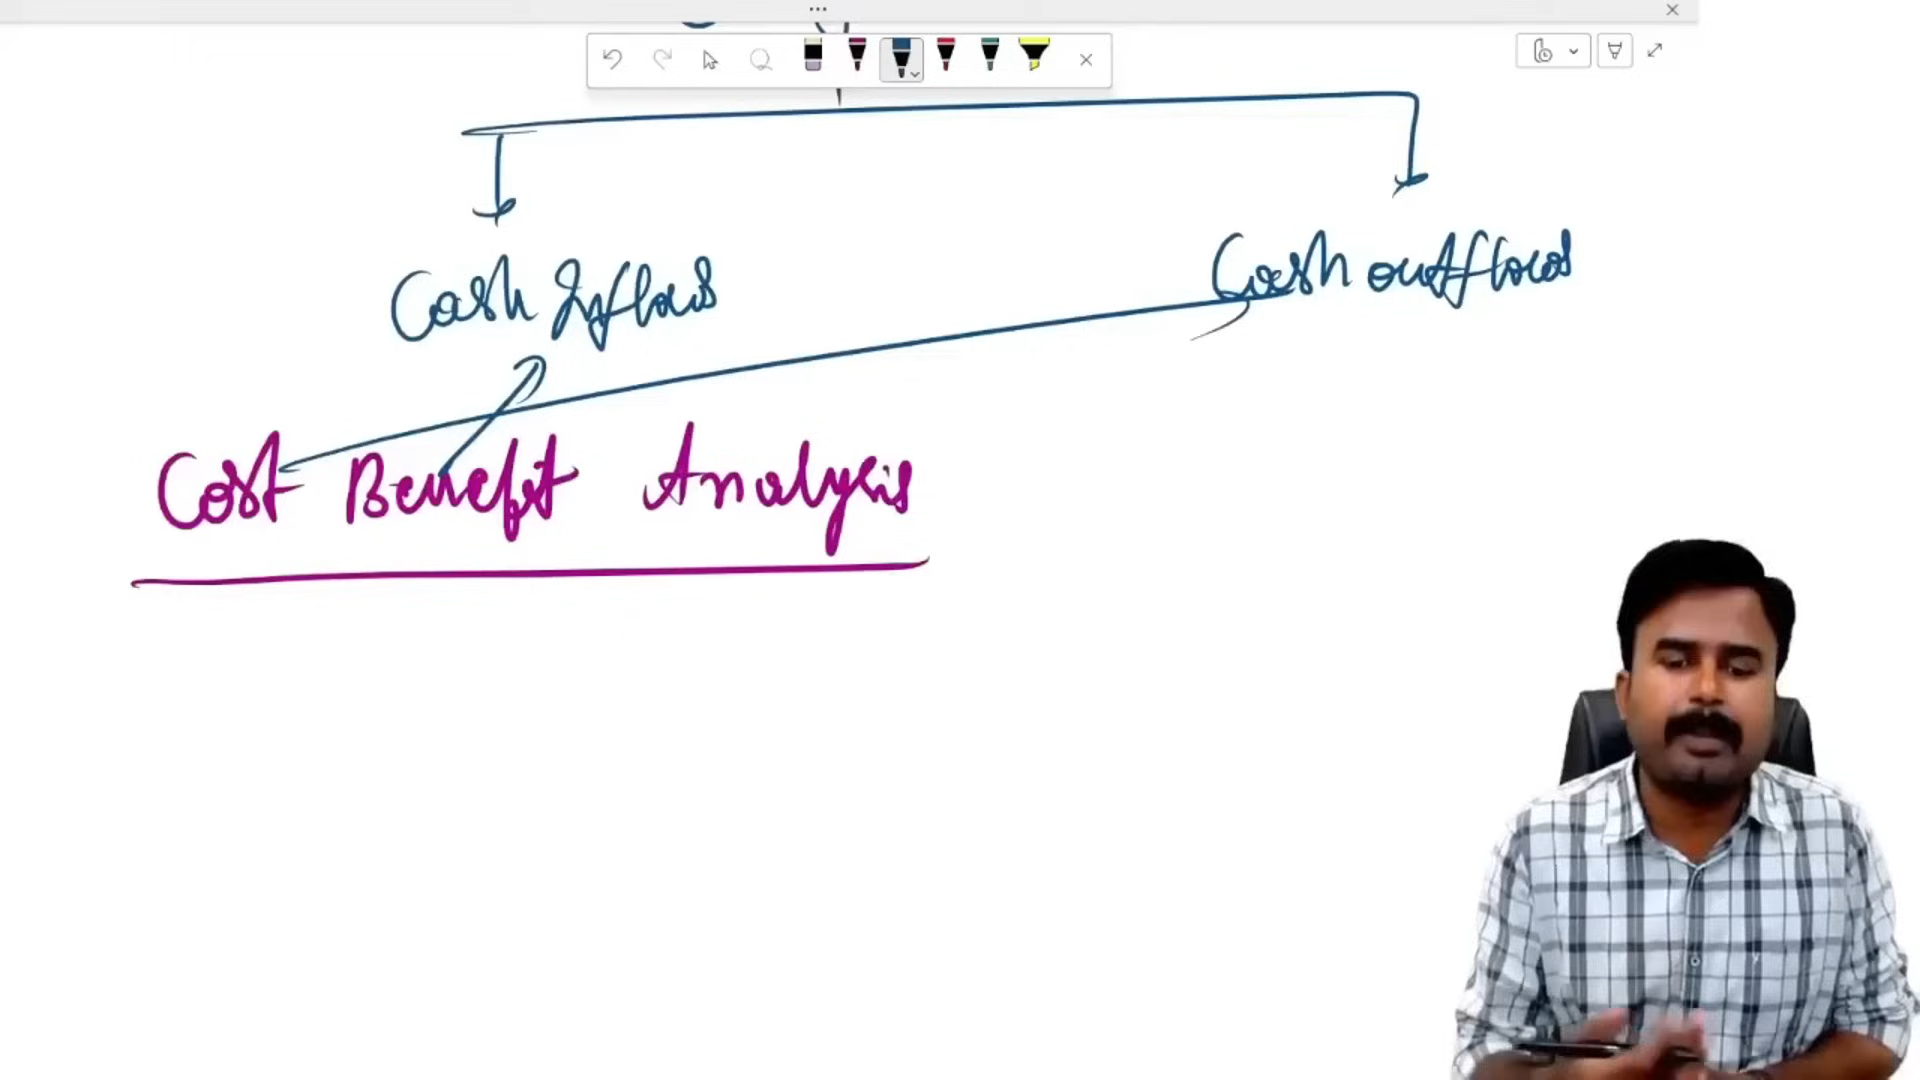 Cash Inflows
Cash outflows
Cost Benefit Analysis